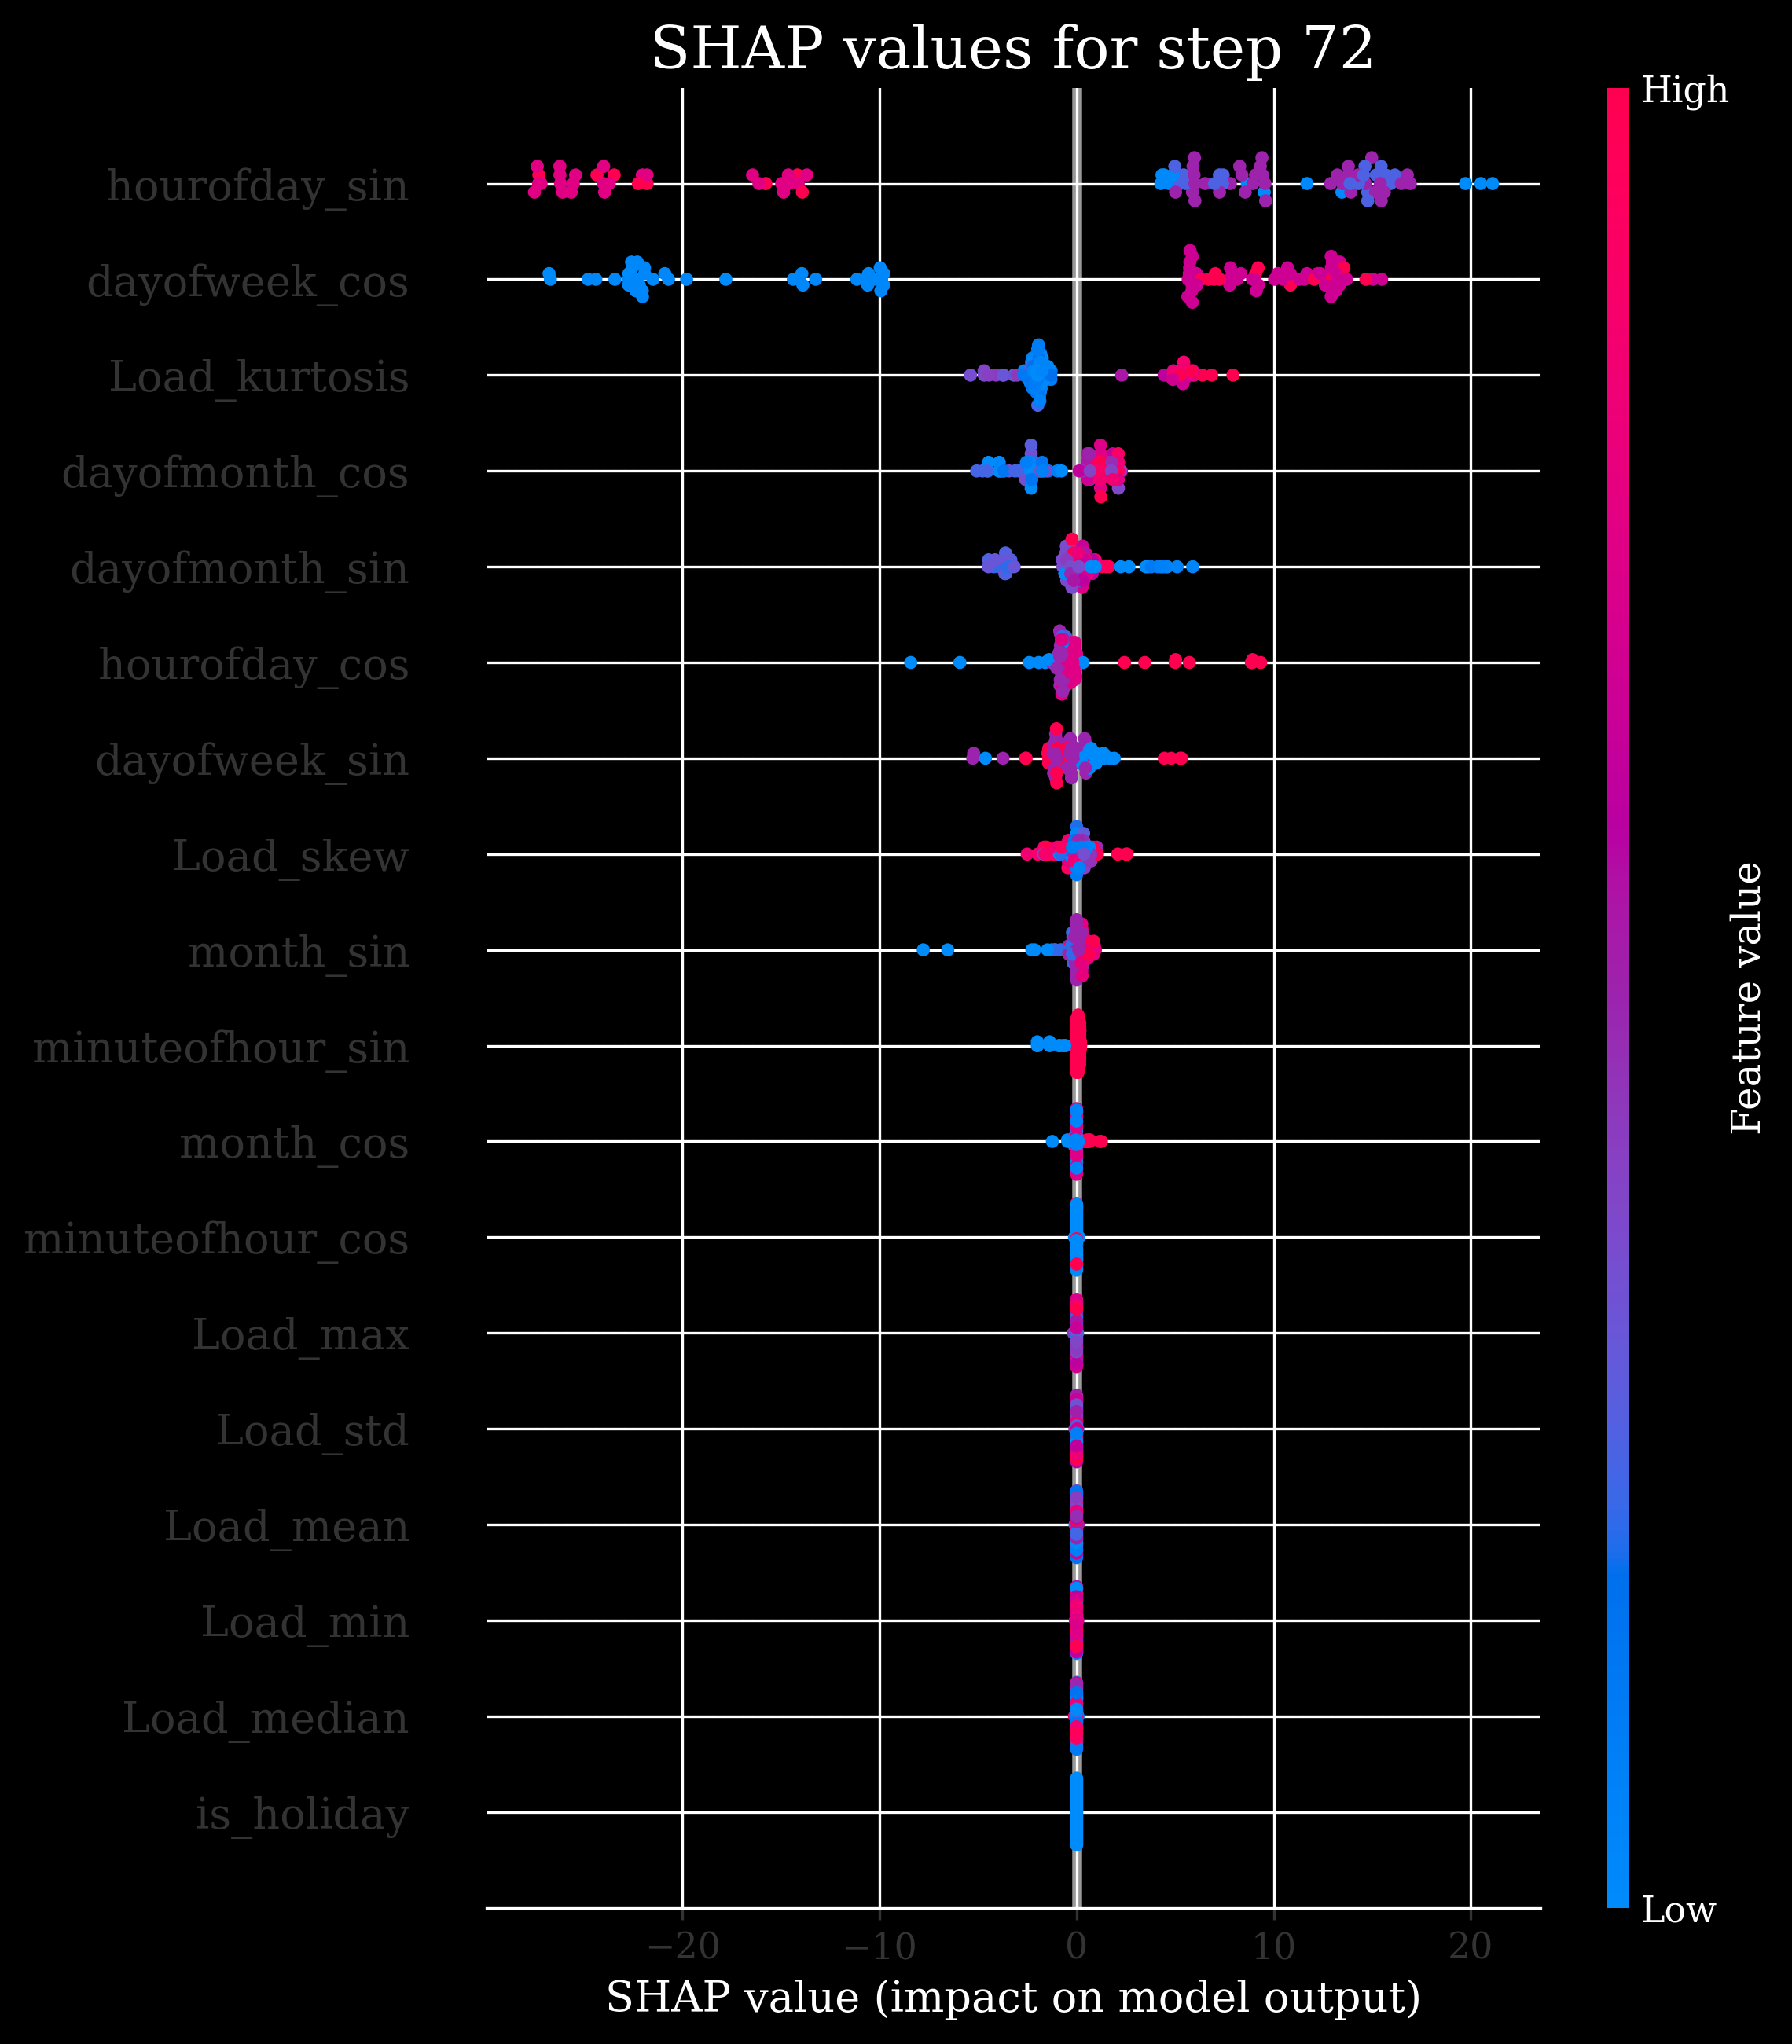 SHAP values for step 72
High
hourofday_sin
dayofweek_cos
Load_kurtosis
dayofmonth_cos
dayofmonth_sin
hourofday_cos
dayofweek_sin
Load_skew
month_sin
minuteofhour_sin
month_cos
minuteofhour_cos
Load_max
Load_std
Load_mean
Load_min
Load_median
is_holiday
Feature value
Low
−20 −10 0 10 20
SHAP value (impact on model output)